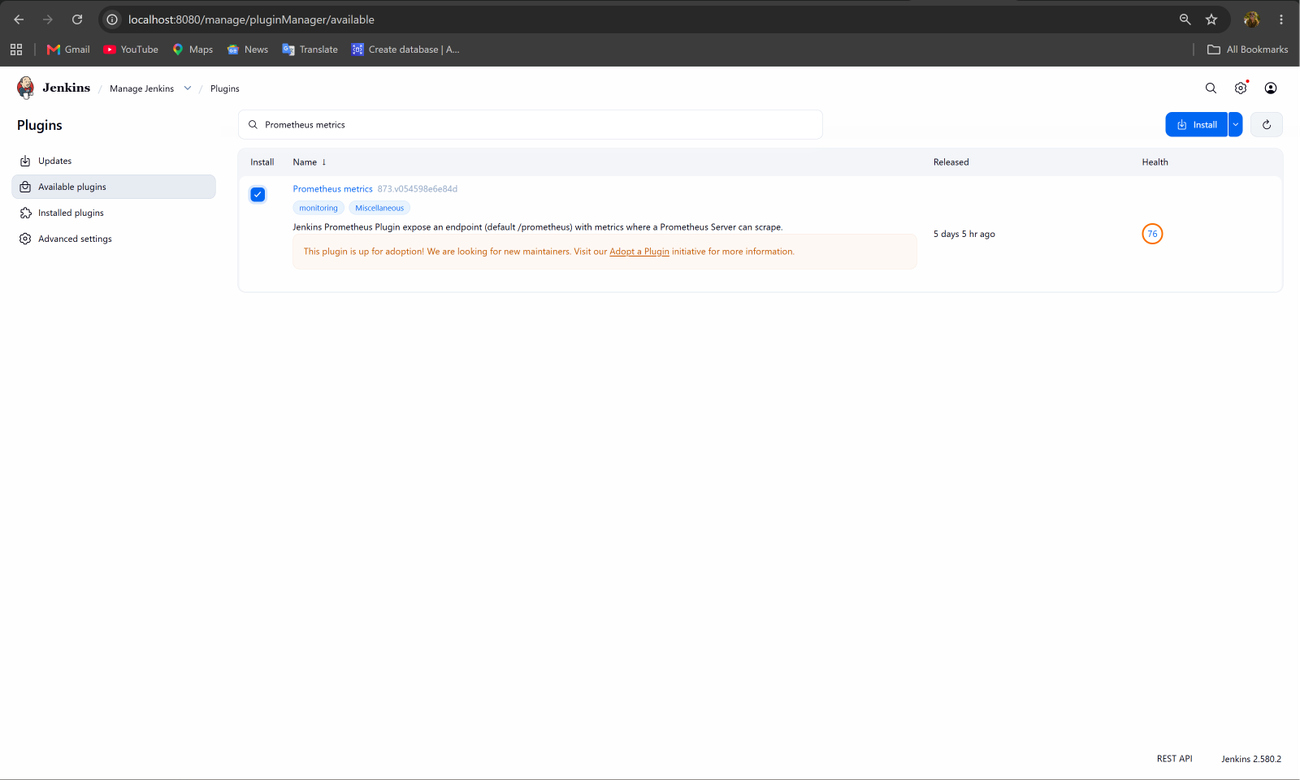 localhost:8080/manage/pluginManager/available
Gmail YouTube Maps News Translate Create database | A... All Bookmarks
Jenkins / Manage Jenkins / Plugins
Plugins
Prometheus metrics
Install
Updates
Available plugins
Installed plugins
Advanced settings
Install Name ↓ Released Health
Prometheus metrics 873.v054598e6e84d
monitoring Miscellaneous
Jenkins Prometheus Plugin expose an endpoint (default /prometheus) with metrics where a Prometheus Server can scrape.
5 days 5 hr ago
76
This plugin is up for adoption! We are looking for new maintainers. Visit our Adopt a Plugin initiative for more information.
REST API Jenkins 2.580.2